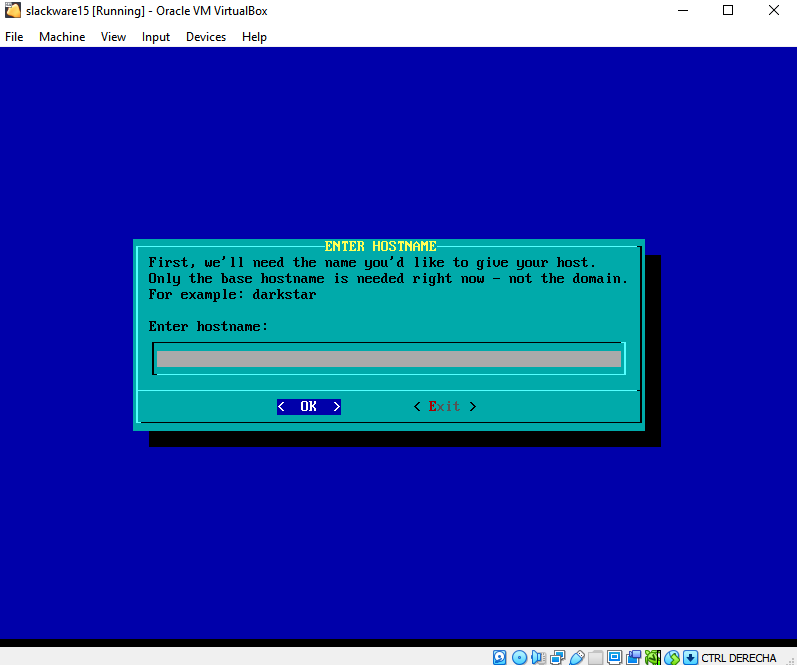 slackware15 [Running] - Oracle VM VirtualBox
File Machine View Input Devices Help
ENTER HOSTNAME
First, we'll need the name you'd like to give your host.
Only the base hostname is needed right now - not the domain.
For example: darkstar
Enter hostname:
< OK > < Exit >
CTRL DERECHA